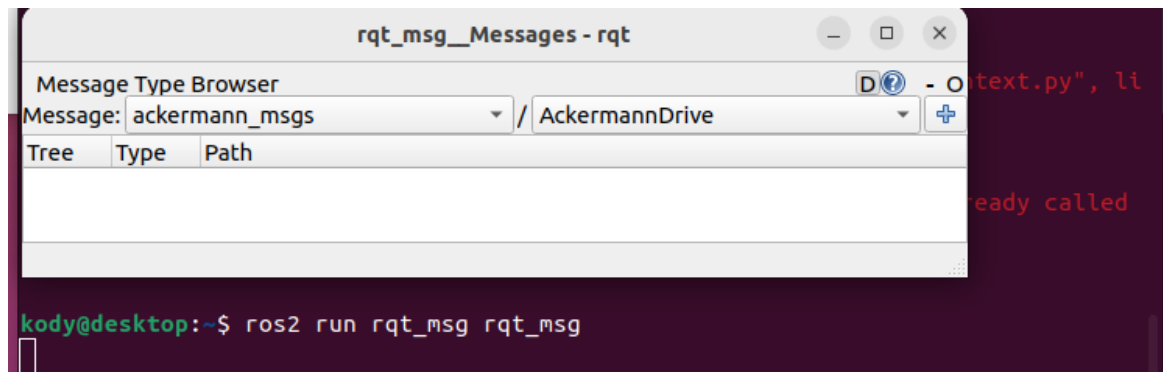 rqt_msg__Messages - rqt
Message Type Browser D - O
Message: ackermann_msgs / AckermannDrive
Tree Type Path
text.py", li
eady called
kody@desktop:~$ ros2 run rqt_msg rqt_msg